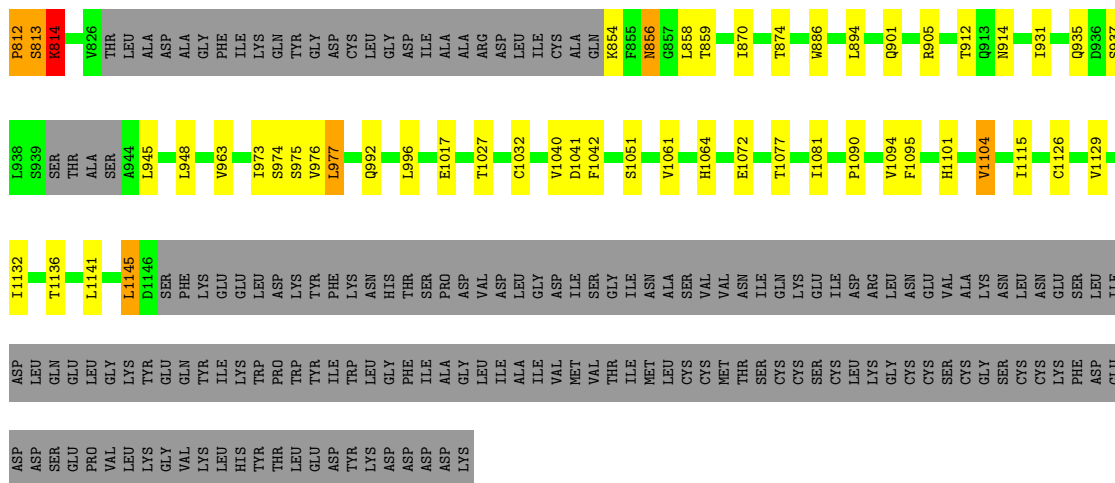 P812 S813 K814 V826 THR LEU ALA ASP ALA GLY PHE ILE LYS GLN TYR GLY ASP CYS LEU GLY ASP ILE ALA ALA ARG ASP LEU ILE CYS ALA GLN K854 F855 N856 G857 L858 T859 I870 T874 W886 L894 Q901 R905 T912 Q913 N914 I931 Q935 D936 S937
L938 S939 SER THR ALA SER A944 L945 L948 V963 I973 S974 S975 V976 L977 Q992 L996 E1017 T1027 C1032 V1040 D1041 F1042 S1051 V1061 H1064 E1072 T1077 I1081 P1090 V1094 F1095 H1101 V1104 I1115 C1126 V1129
I1132 T1136 L1141 L1145 D1146 SER PHE LYS GLU GLU LEU ASP LYS TYR PHE LYS ASN HIS THR SER PRO ASP VAL ASP LEU GLY ASP ILE SER GLY ILE ASN ALA SER VAL VAL ASN ILE GLN LYS GLU ILE ASP ARG LEU ASN GLU VAL ALA LYS ASN LEU ASN GLU SER LEU ILE
ASP LEU GLN GLU LEU GLY LYS TYR GLU GLN TYR ILE LYS TRP PRO TRP TYR ILE TRP LEU GLY PHE ILE ALA GLY LEU ILE ALA ILE VAL MET VAL THR ILE MET LEU CYS CYS MET THR SER CYS CYS SER CYS LEU LYS GLY CYS CYS SER CYS GLY SER CYS CYS LYS PHE ASP GLU
ASP ASP SER GLU PRO VAL LEU LYS GLY VAL LYS LEU HIS TYR THR LEU GLU ASP TYR LYS ASP ASP ASP ASP LYS